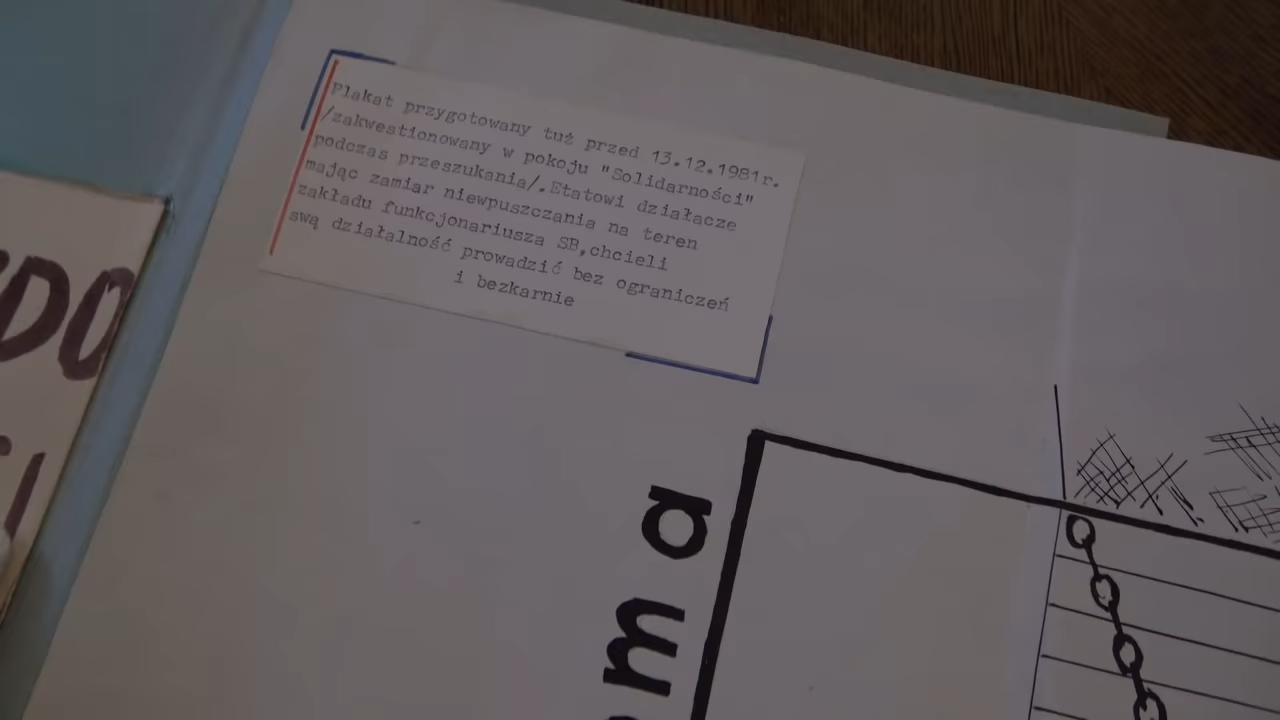 Plakat przygotowany tuż przed 13.12.1981r.
/zakwestionowany w pokoju "Solidarności"
podczas przeszukania/.Etatowi działacze
mając zamiar niewpuszczania na teren
zakładu funkcjonariusza SB,chcieli
swą działalność prowadzić bez ograniczeń
i bezkarnie
DO
ma